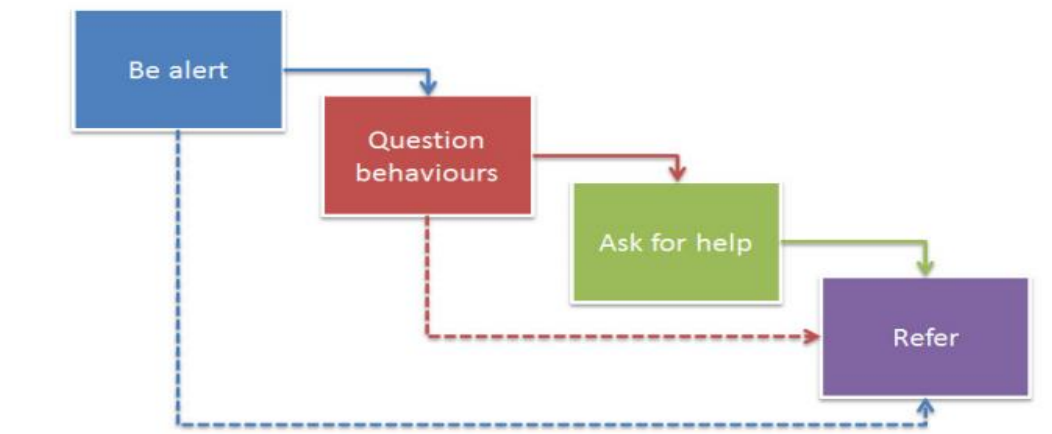 Be alert
Question
behaviours
Ask for help
Refer